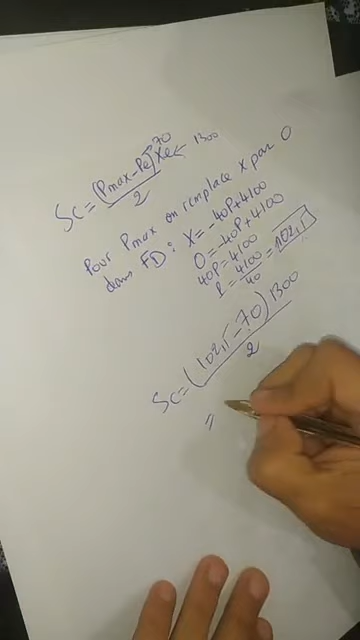 Sc = (Pmax - Pe) Xe / 2 → 70 ← 1300
Pour Pmax on remplace X par 0
dans FD : X = -40P + 4100
0 = -40P + 4100
40P = 4100
P = 4100 / 40 = 102,5
Sc = (102,5 - 70) 1300 / 2
=